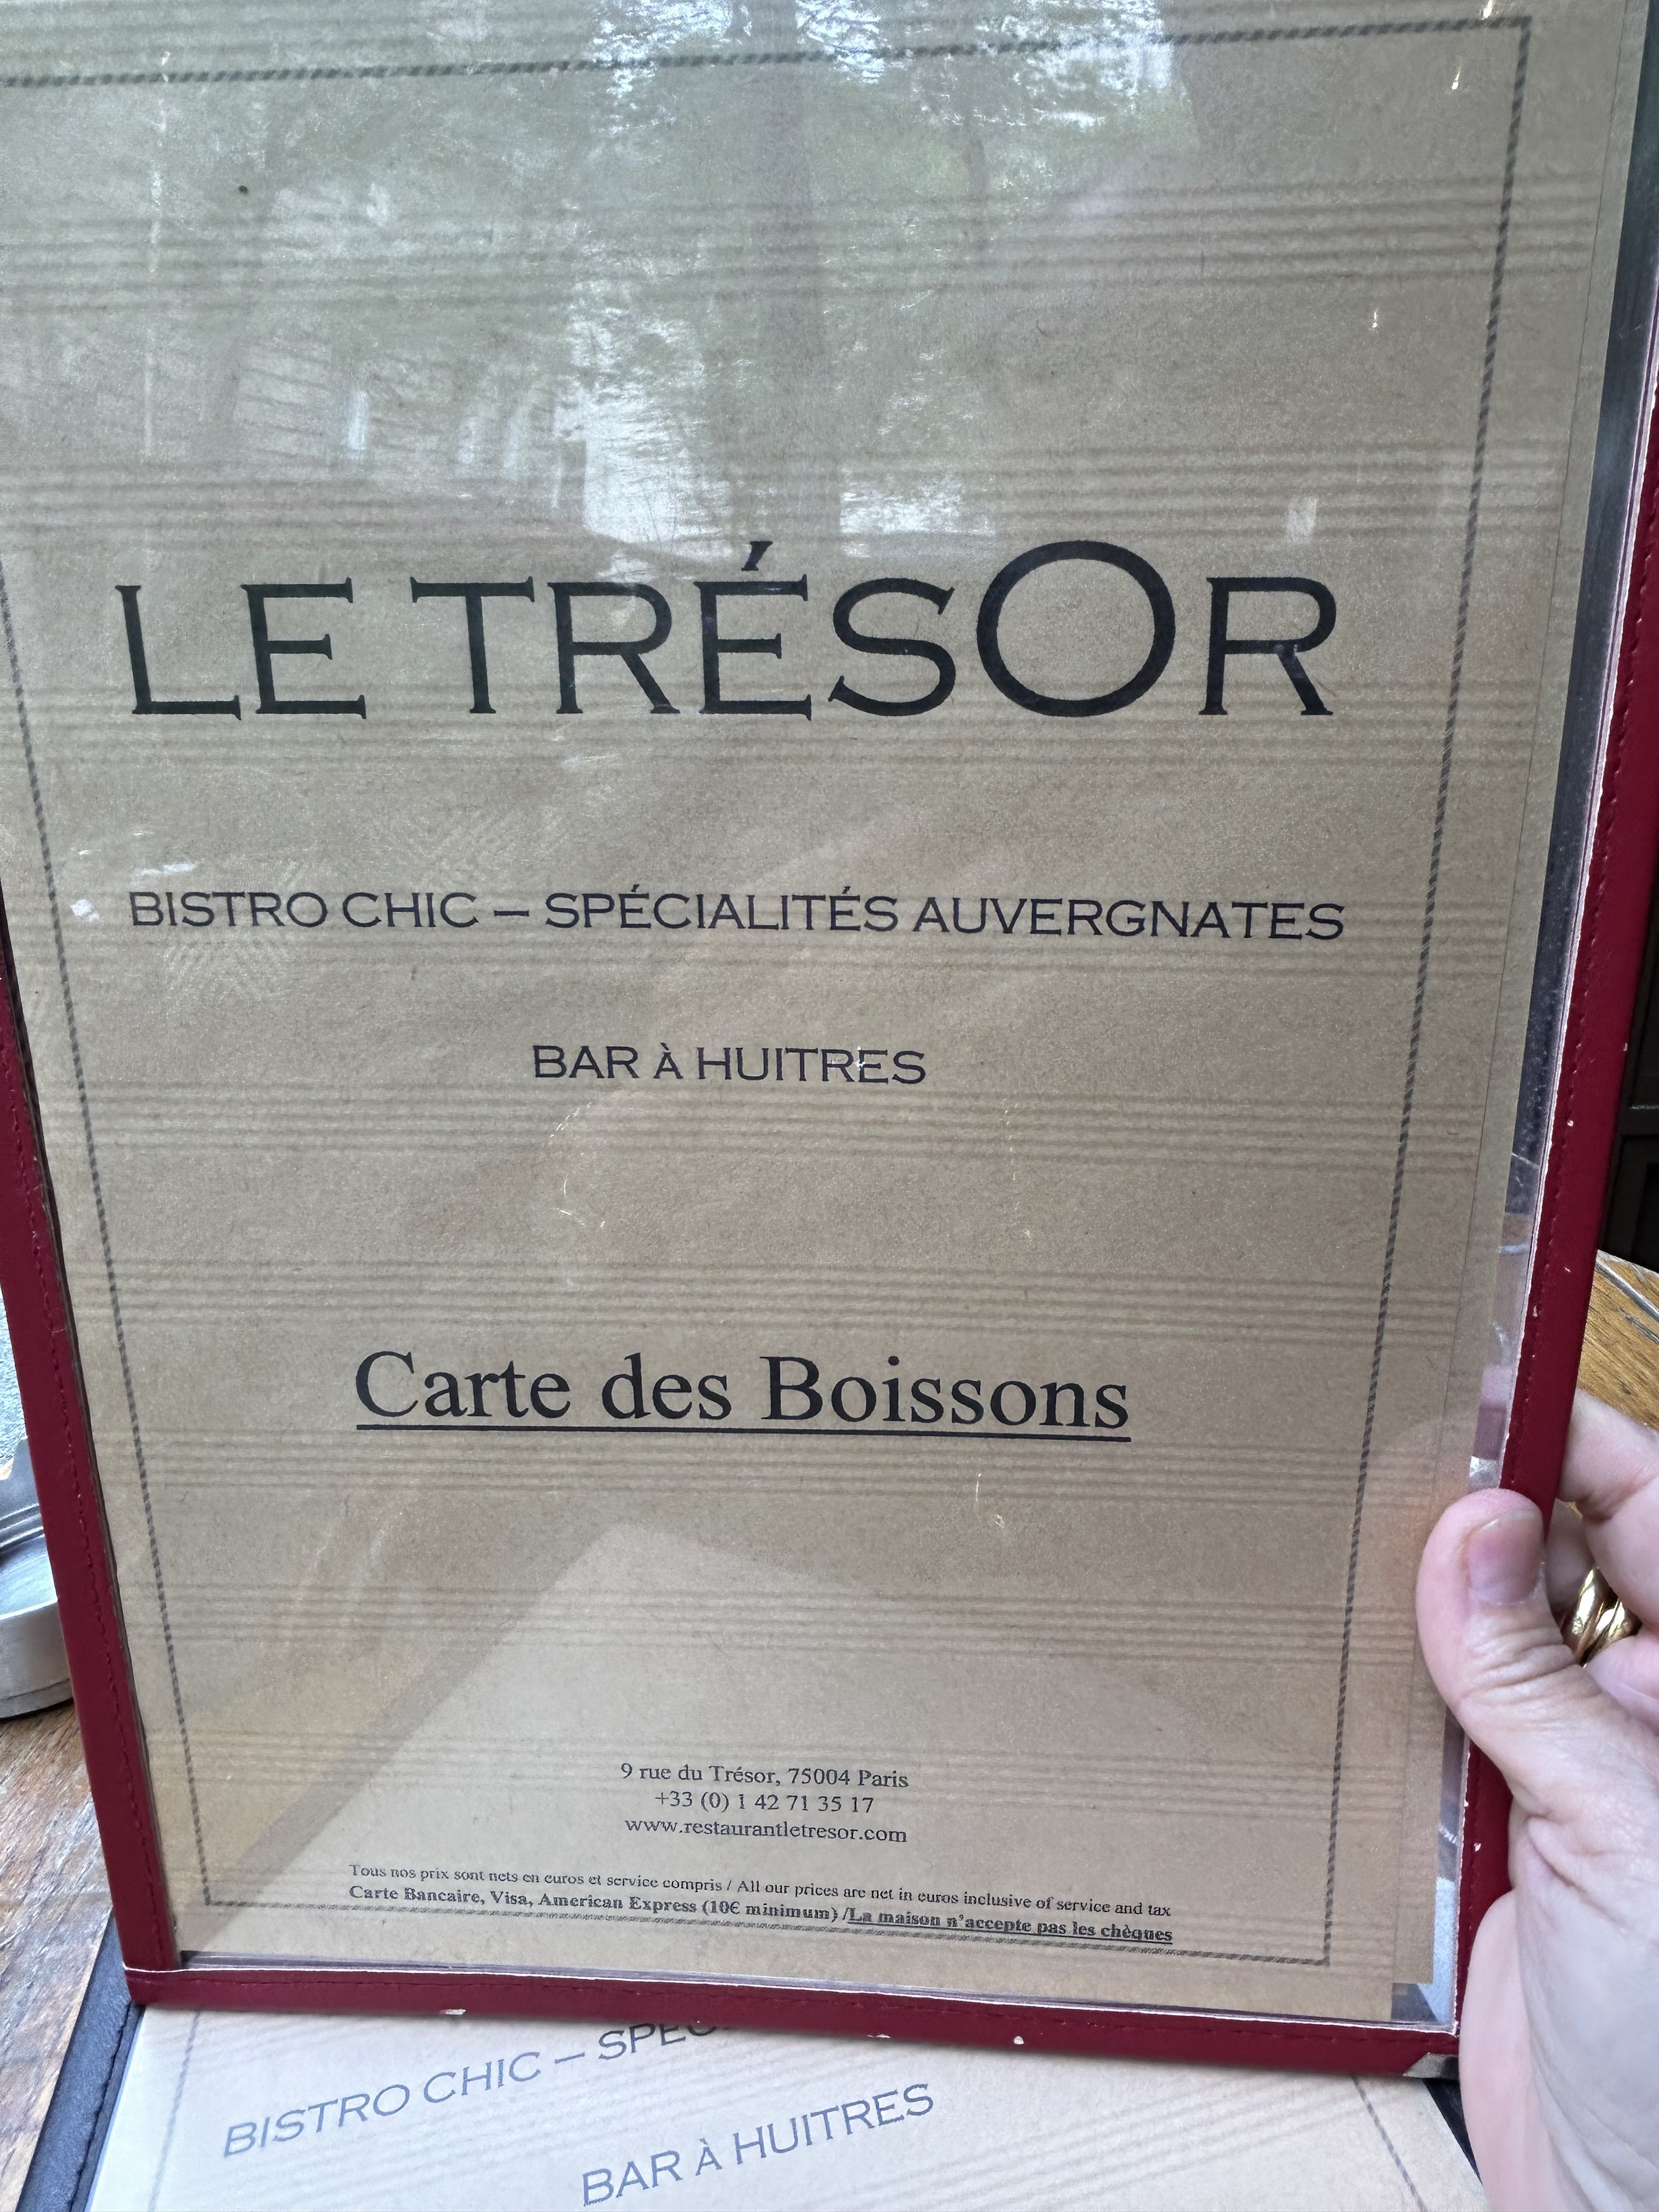 LE TRÉSOR
BISTRO CHIC – SPÉCIALITÉS AUVERGNATES
BAR À HUITRES
Carte des Boissons
9 rue du Trésor, 75004 Paris
+33 (0) 1 42 71 35 17
www.restaurantletresor.com
Tous nos prix sont nets en euros et service compris / All our prices are net in euros inclusive of service and tax
Carte Bancaire, Visa, American Express (10€ minimum) /La maison n'accepte pas les chèques
BISTRO CHIC –
BAR À HUITRES